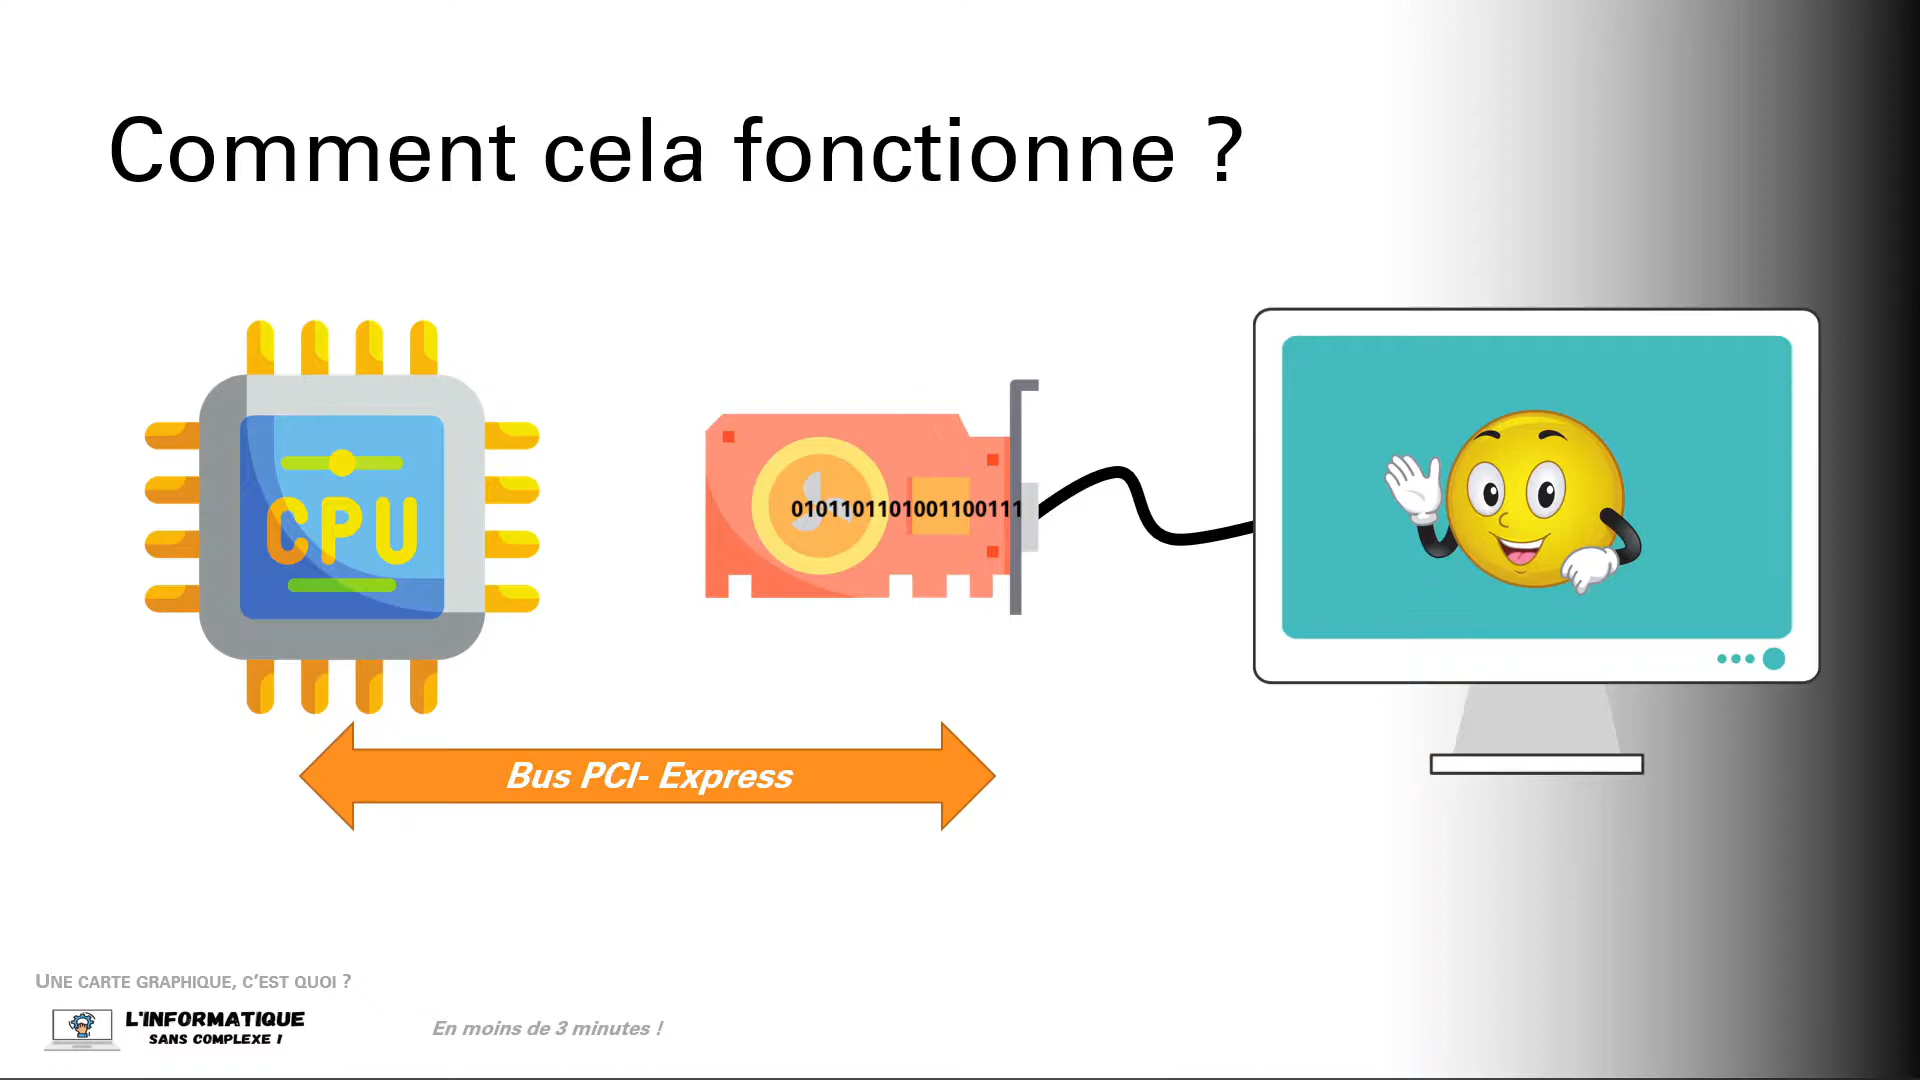 Comment cela fonctionne ?
CPU
0101101101001100111
Bus PCI- Express
UNE CARTE GRAPHIQUE, C'EST QUOI ?
L'INFORMATIQUE
SANS COMPLEXE !
En moins de 3 minutes !